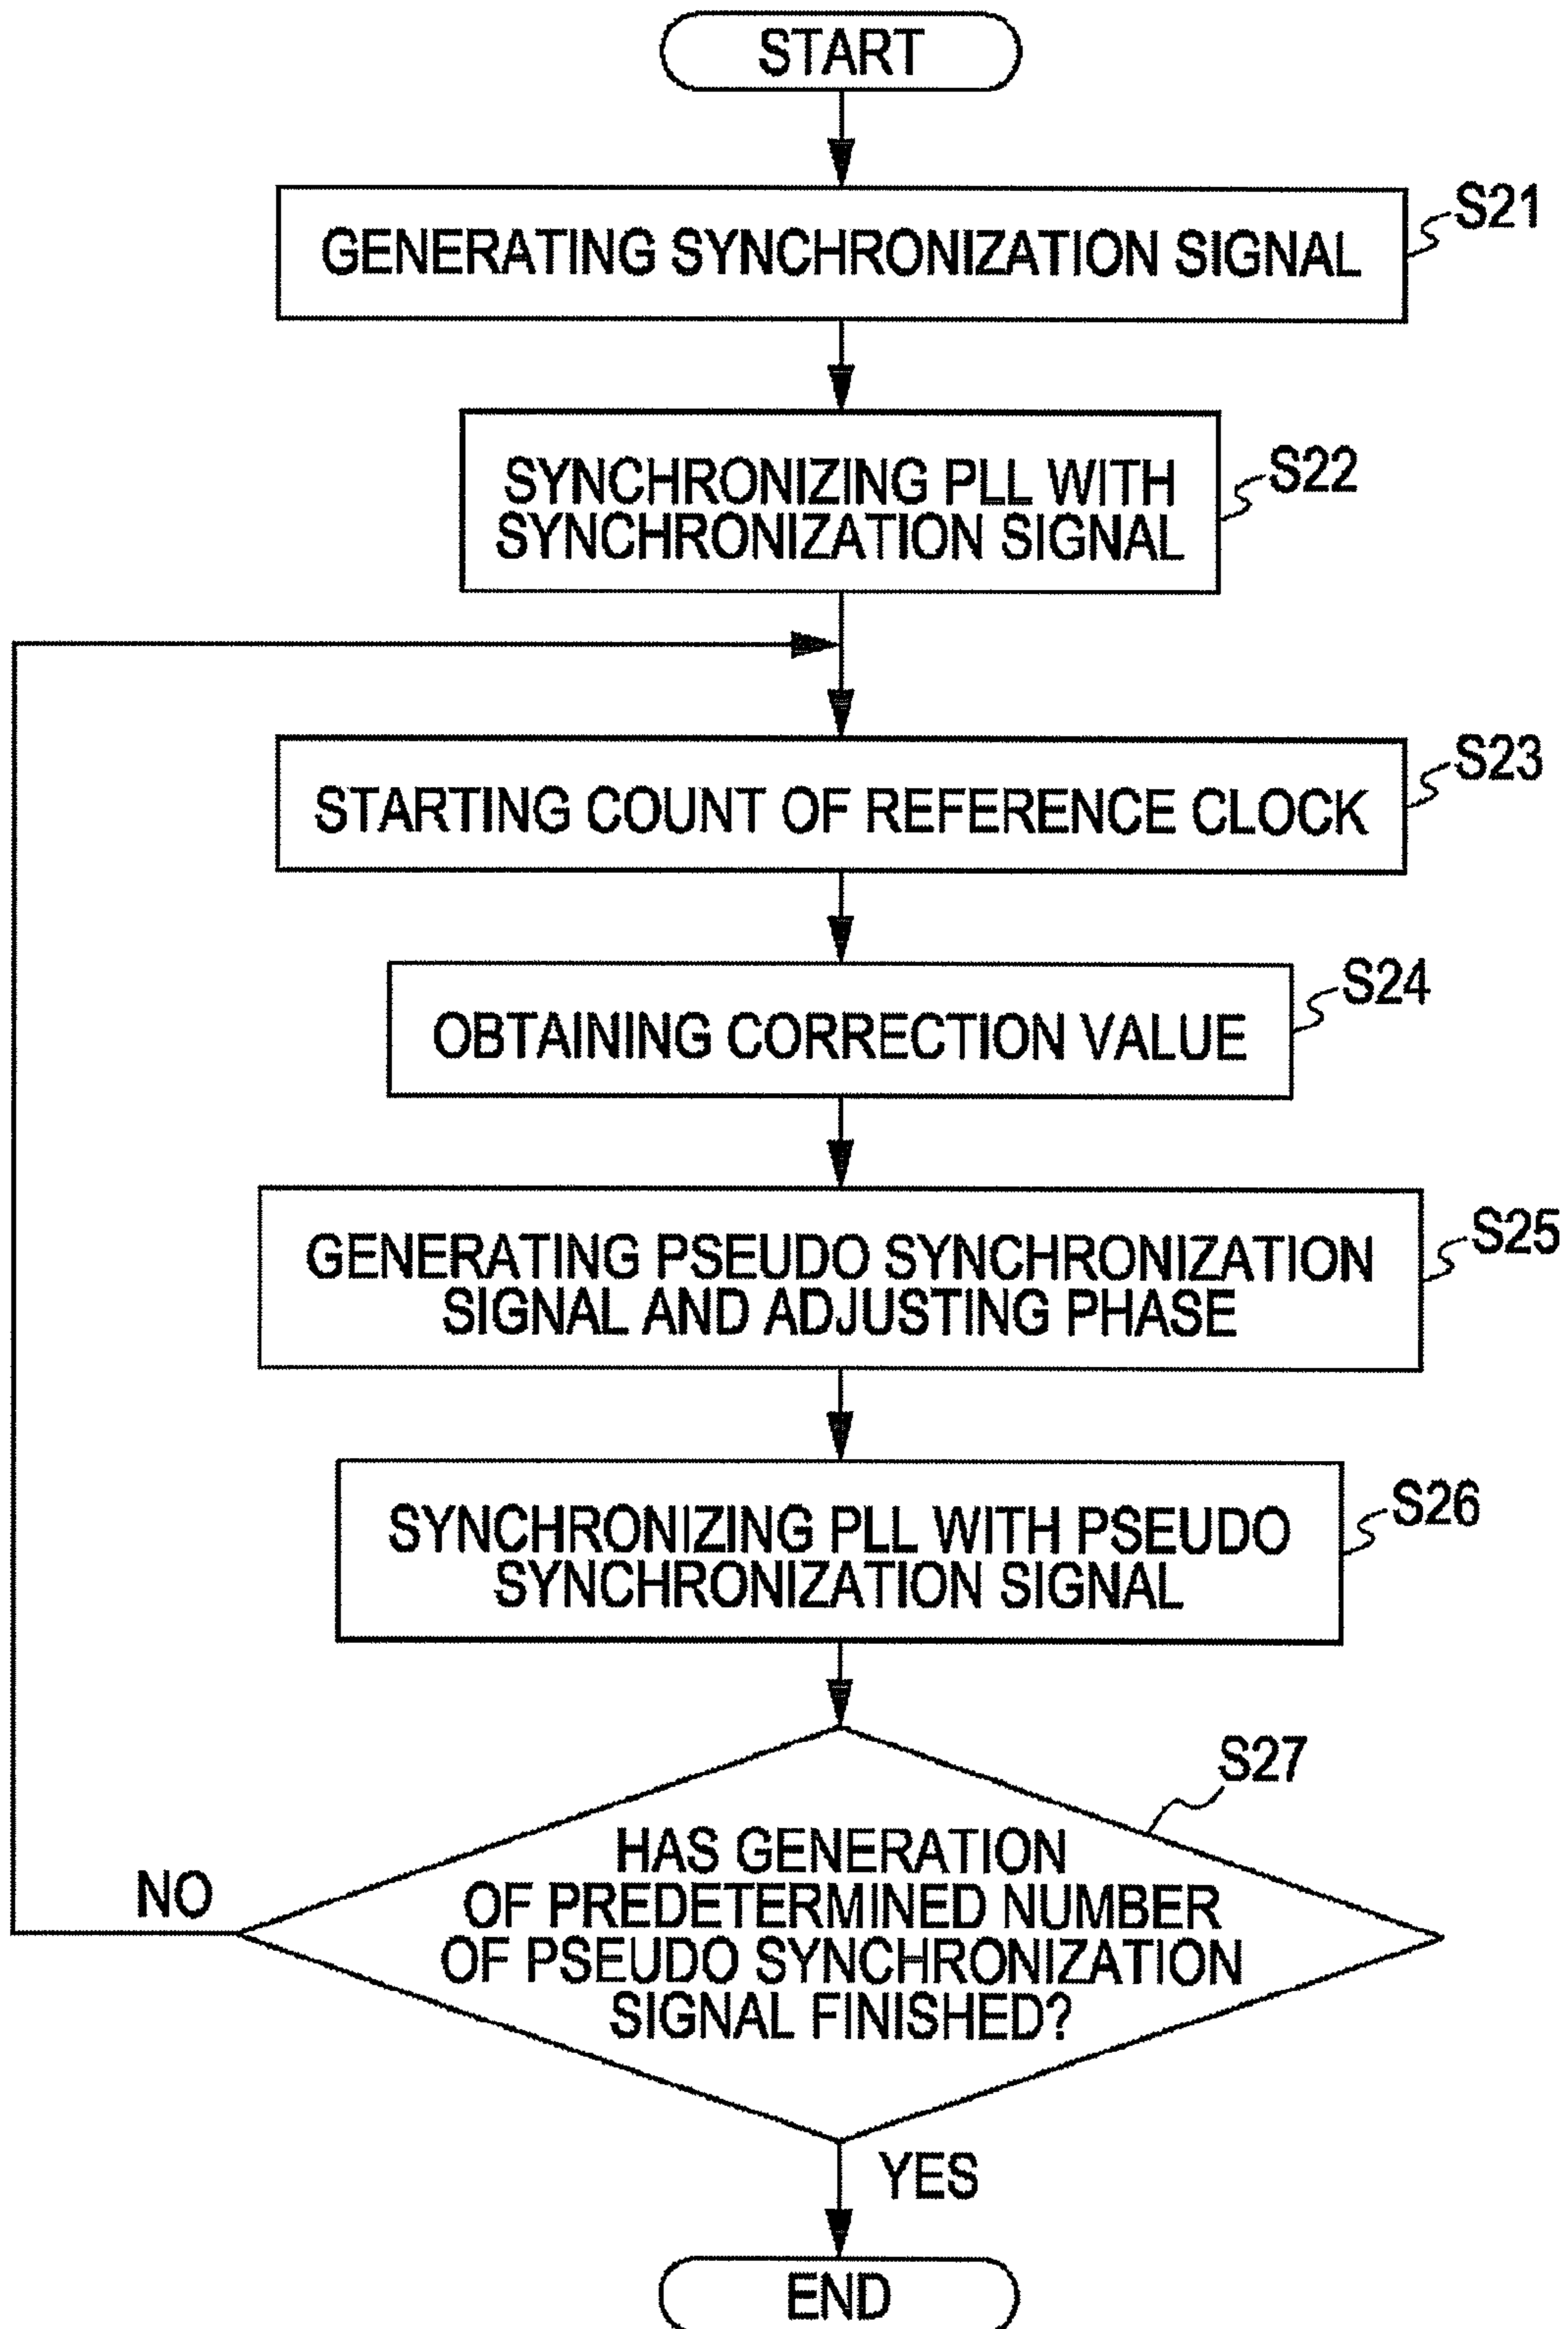 START
GENERATING SYNCHRONIZATION SIGNAL
S21
SYNCHRONIZING PLL WITH
SYNCHRONIZATION SIGNAL
S22
STARTING COUNT OF REFERENCE CLOCK
S23
OBTAINING CORRECTION VALUE
S24
GENERATING PSEUDO SYNCHRONIZATION
SIGNAL AND ADJUSTING PHASE
S25
SYNCHRONIZING PLL WITH PSEUDO
SYNCHRONIZATION SIGNAL
S26
S27
HAS GENERATION
OF PREDETERMINED NUMBER
OF PSEUDO SYNCHRONIZATION
SIGNAL FINISHED?
NO
YES
END